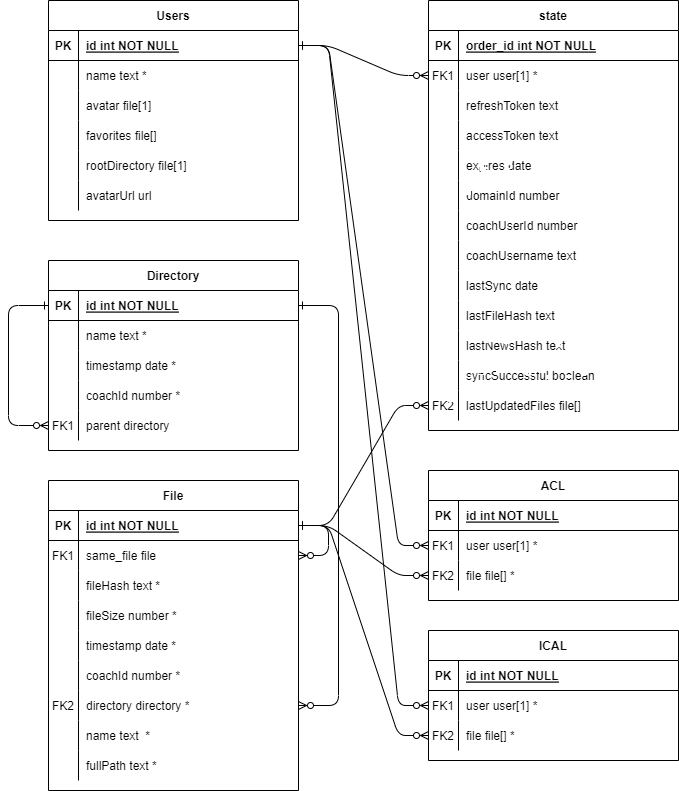 Users
PK id int NOT NULL
name text *
avatar file[1]
favorites file[]
rootDirectory file[1]
avatarUrl url
Directory
PK id int NOT NULL
name text *
timestamp date *
coachId number *
FK1 parent directory
File
PK id int NOT NULL
FK1 same_file file
fileHash text *
fileSize number *
timestamp date *
coachId number *
FK2 directory directory *
name text *
fullPath text *
state
PK order_id int NOT NULL
FK1 user user[1] *
refreshToken text
accessToken text
date
domainId number
coachUserId number
coachUsername text
lastSync date
lastFileHash text
lastNewsHash text
syncSuccessful boolean
FK2 lastUpdatedFiles file[]
ACL
PK id int NOT NULL
FK1 user user[1] *
FK2 file file[] *
ICAL
PK id int NOT NULL
FK1 user user[1] *
FK2 file file[] *